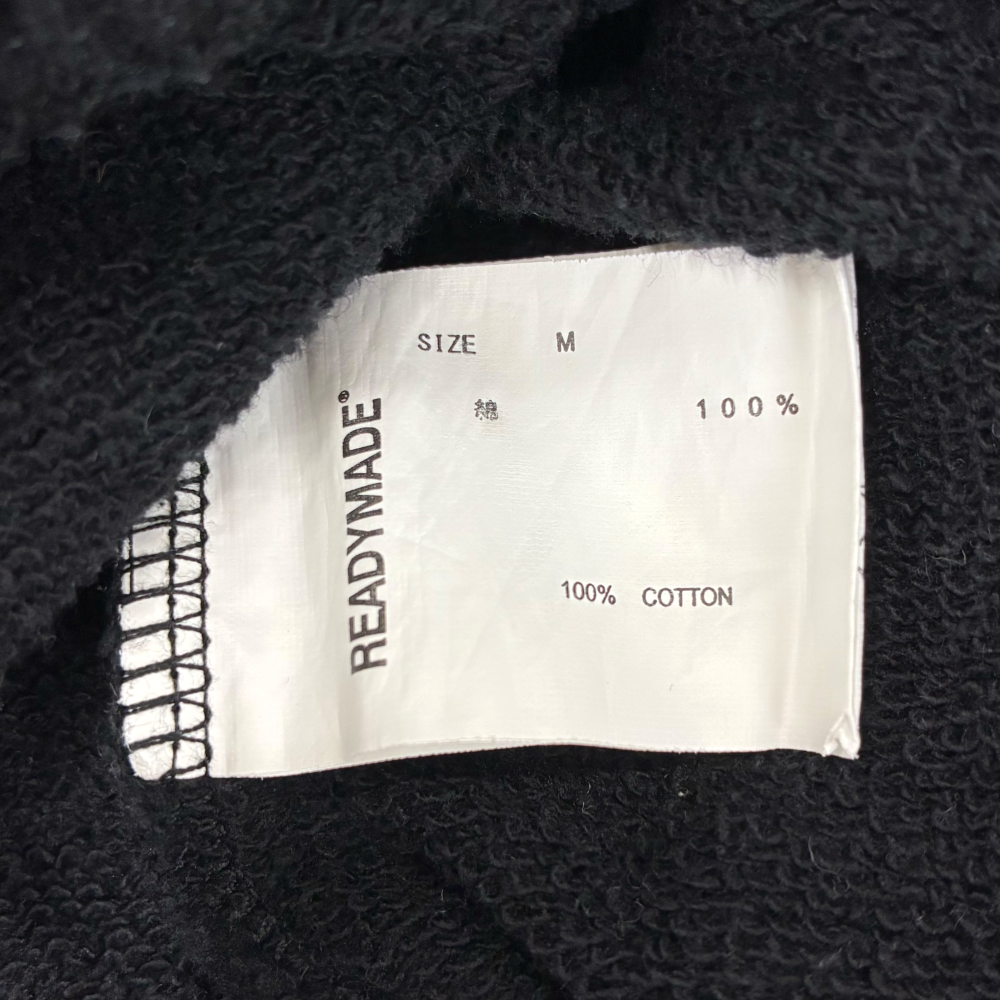 SIZE M
綿 100%
100% COTTON
READYMADE®